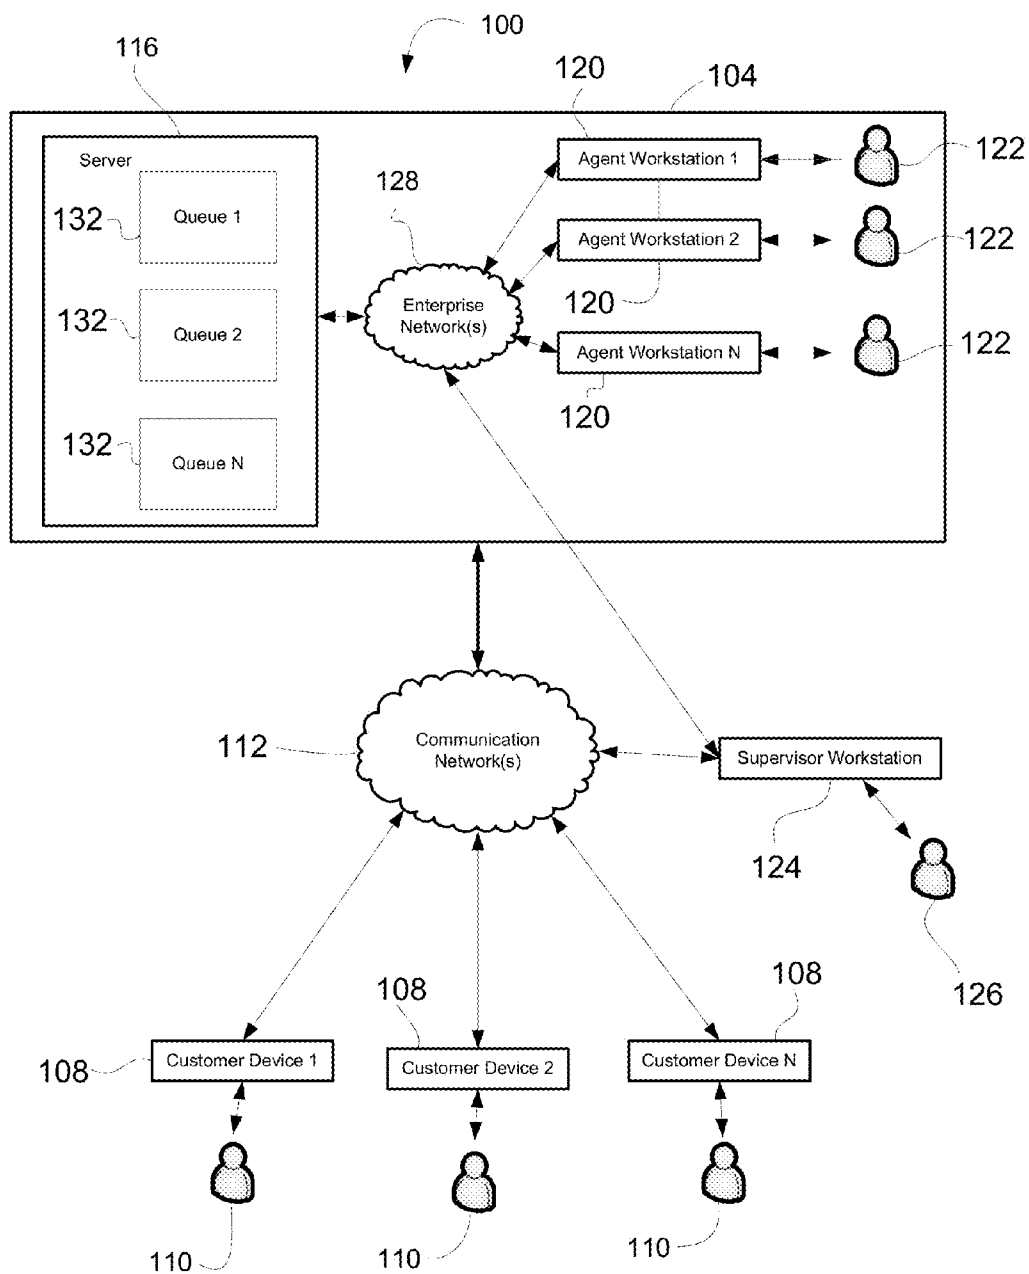 100
116
120
104
Server
Agent Workstation 1
122
128
132
Queue 1
Agent Workstation 2
122
120
132
Queue 2
Enterprise
Network(s)
Agent Workstation N
122
120
132
Queue N
112
Communication
Network(s)
Supervisor Workstation
124
126
108
108
108
Customer Device 1
Customer Device 2
Customer Device N
110
110
110